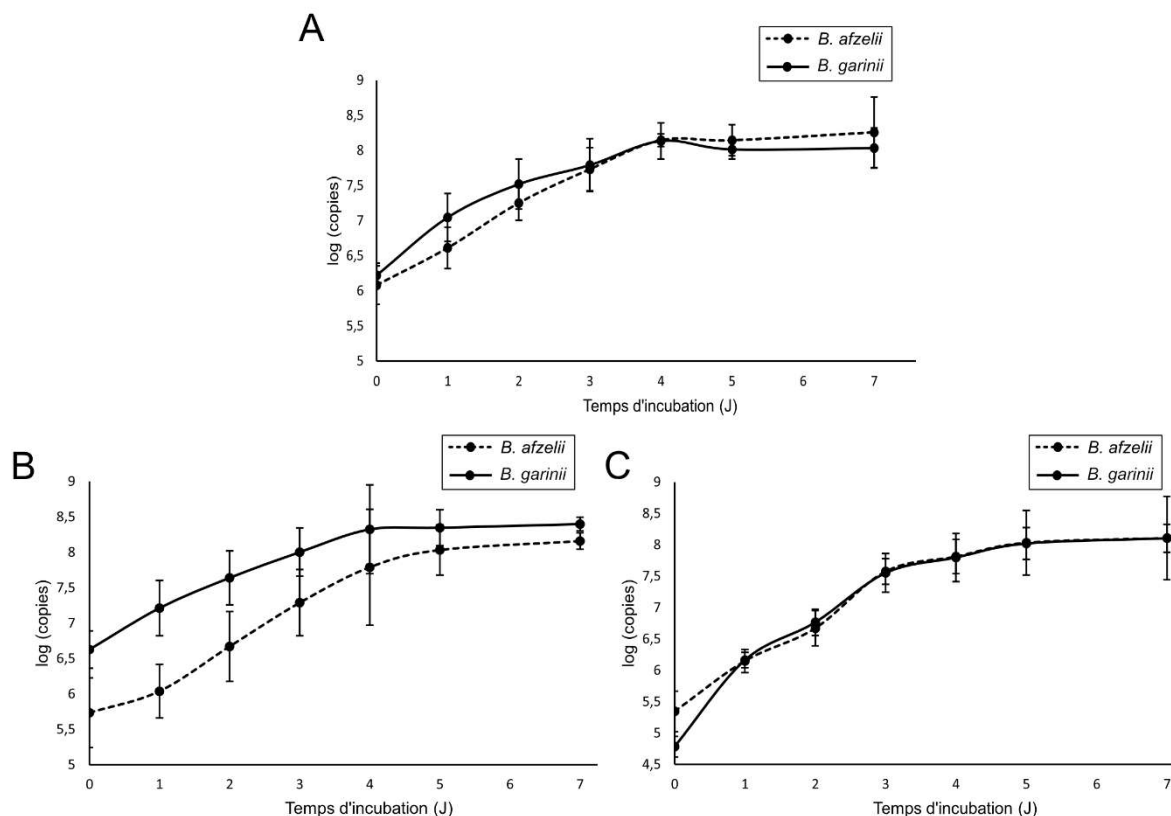 A
B. afzelii
B. garinii
9
8,5
8
7,5
7
6,5
6
5,5
5
log (copies)
0 1 2 3 4 5 6 7
Temps d'incubation (J)
B
B. afzelii
B. garinii
9
8,5
8
7,5
7
6,5
6
5,5
5
log (copies)
0 1 2 3 4 5 6 7
Temps d'incubation (J)
C
B. afzelii
B. garinii
9
8,5
8
7,5
7
6,5
6
5,5
5
4,5
log (copies)
0 1 2 3 4 5 6 7
Temps d'incubation (J)